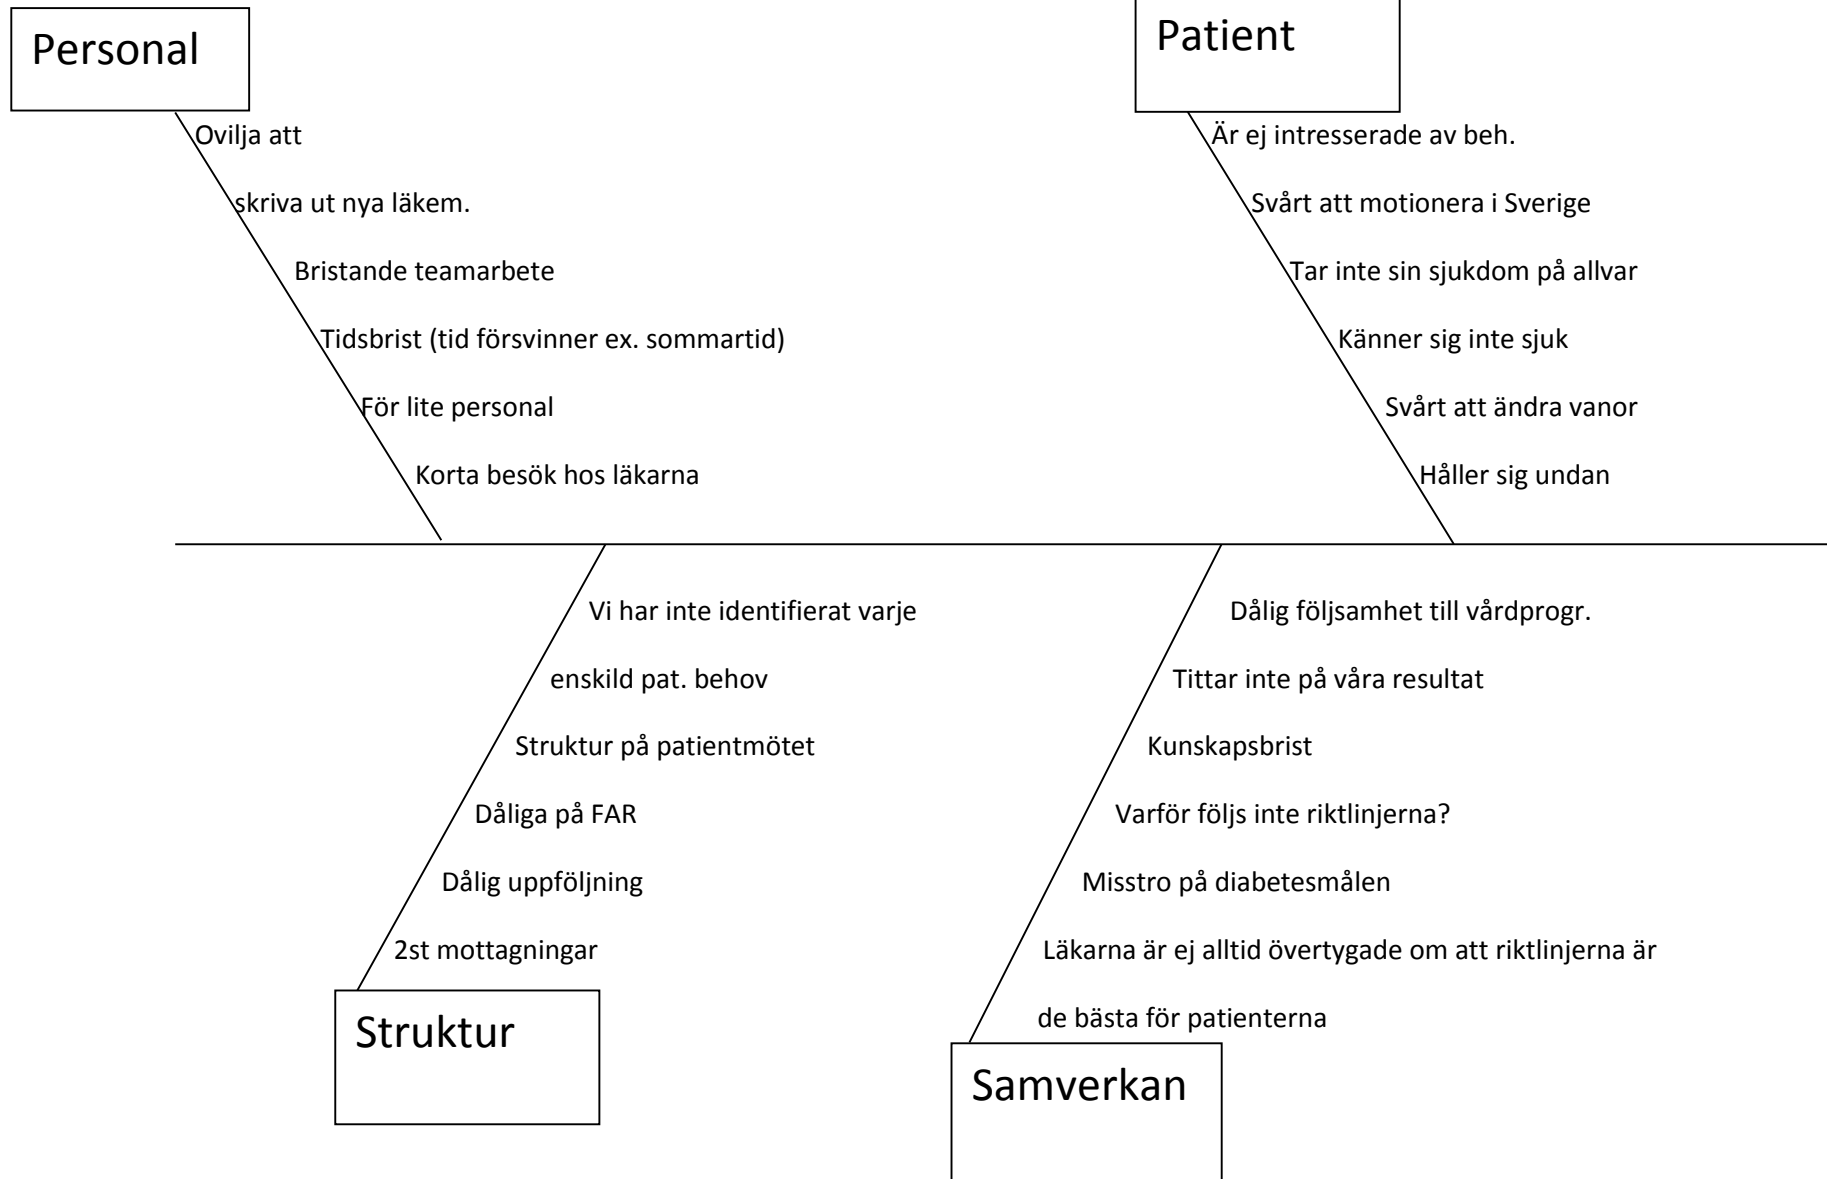 Personal
Ovilja att
skriva ut nya läkem.
Bristande teamarbete
Tidsbrist (tid försvinner ex. sommartid)
För lite personal
Korta besök hos läkarna
Patient
Är ej intresserade av beh.
Svårt att motionera i Sverige
Tar inte sin sjukdom på allvar
Känner sig inte sjuk
Svårt att ändra vanor
Håller sig undan
Vi har inte identifierat varje
enskild pat. behov
Struktur på patientmötet
Dåliga på FAR
Dålig uppföljning
2st mottagningar
Struktur
Dålig följsamhet till vårdprogr.
Tittar inte på våra resultat
Kunskapsbrist
Varför följs inte riktlinjerna?
Misstro på diabetesmålen
Läkarna är ej alltid övertygade om att riktlinjerna är
de bästa för patienterna
Samverkan